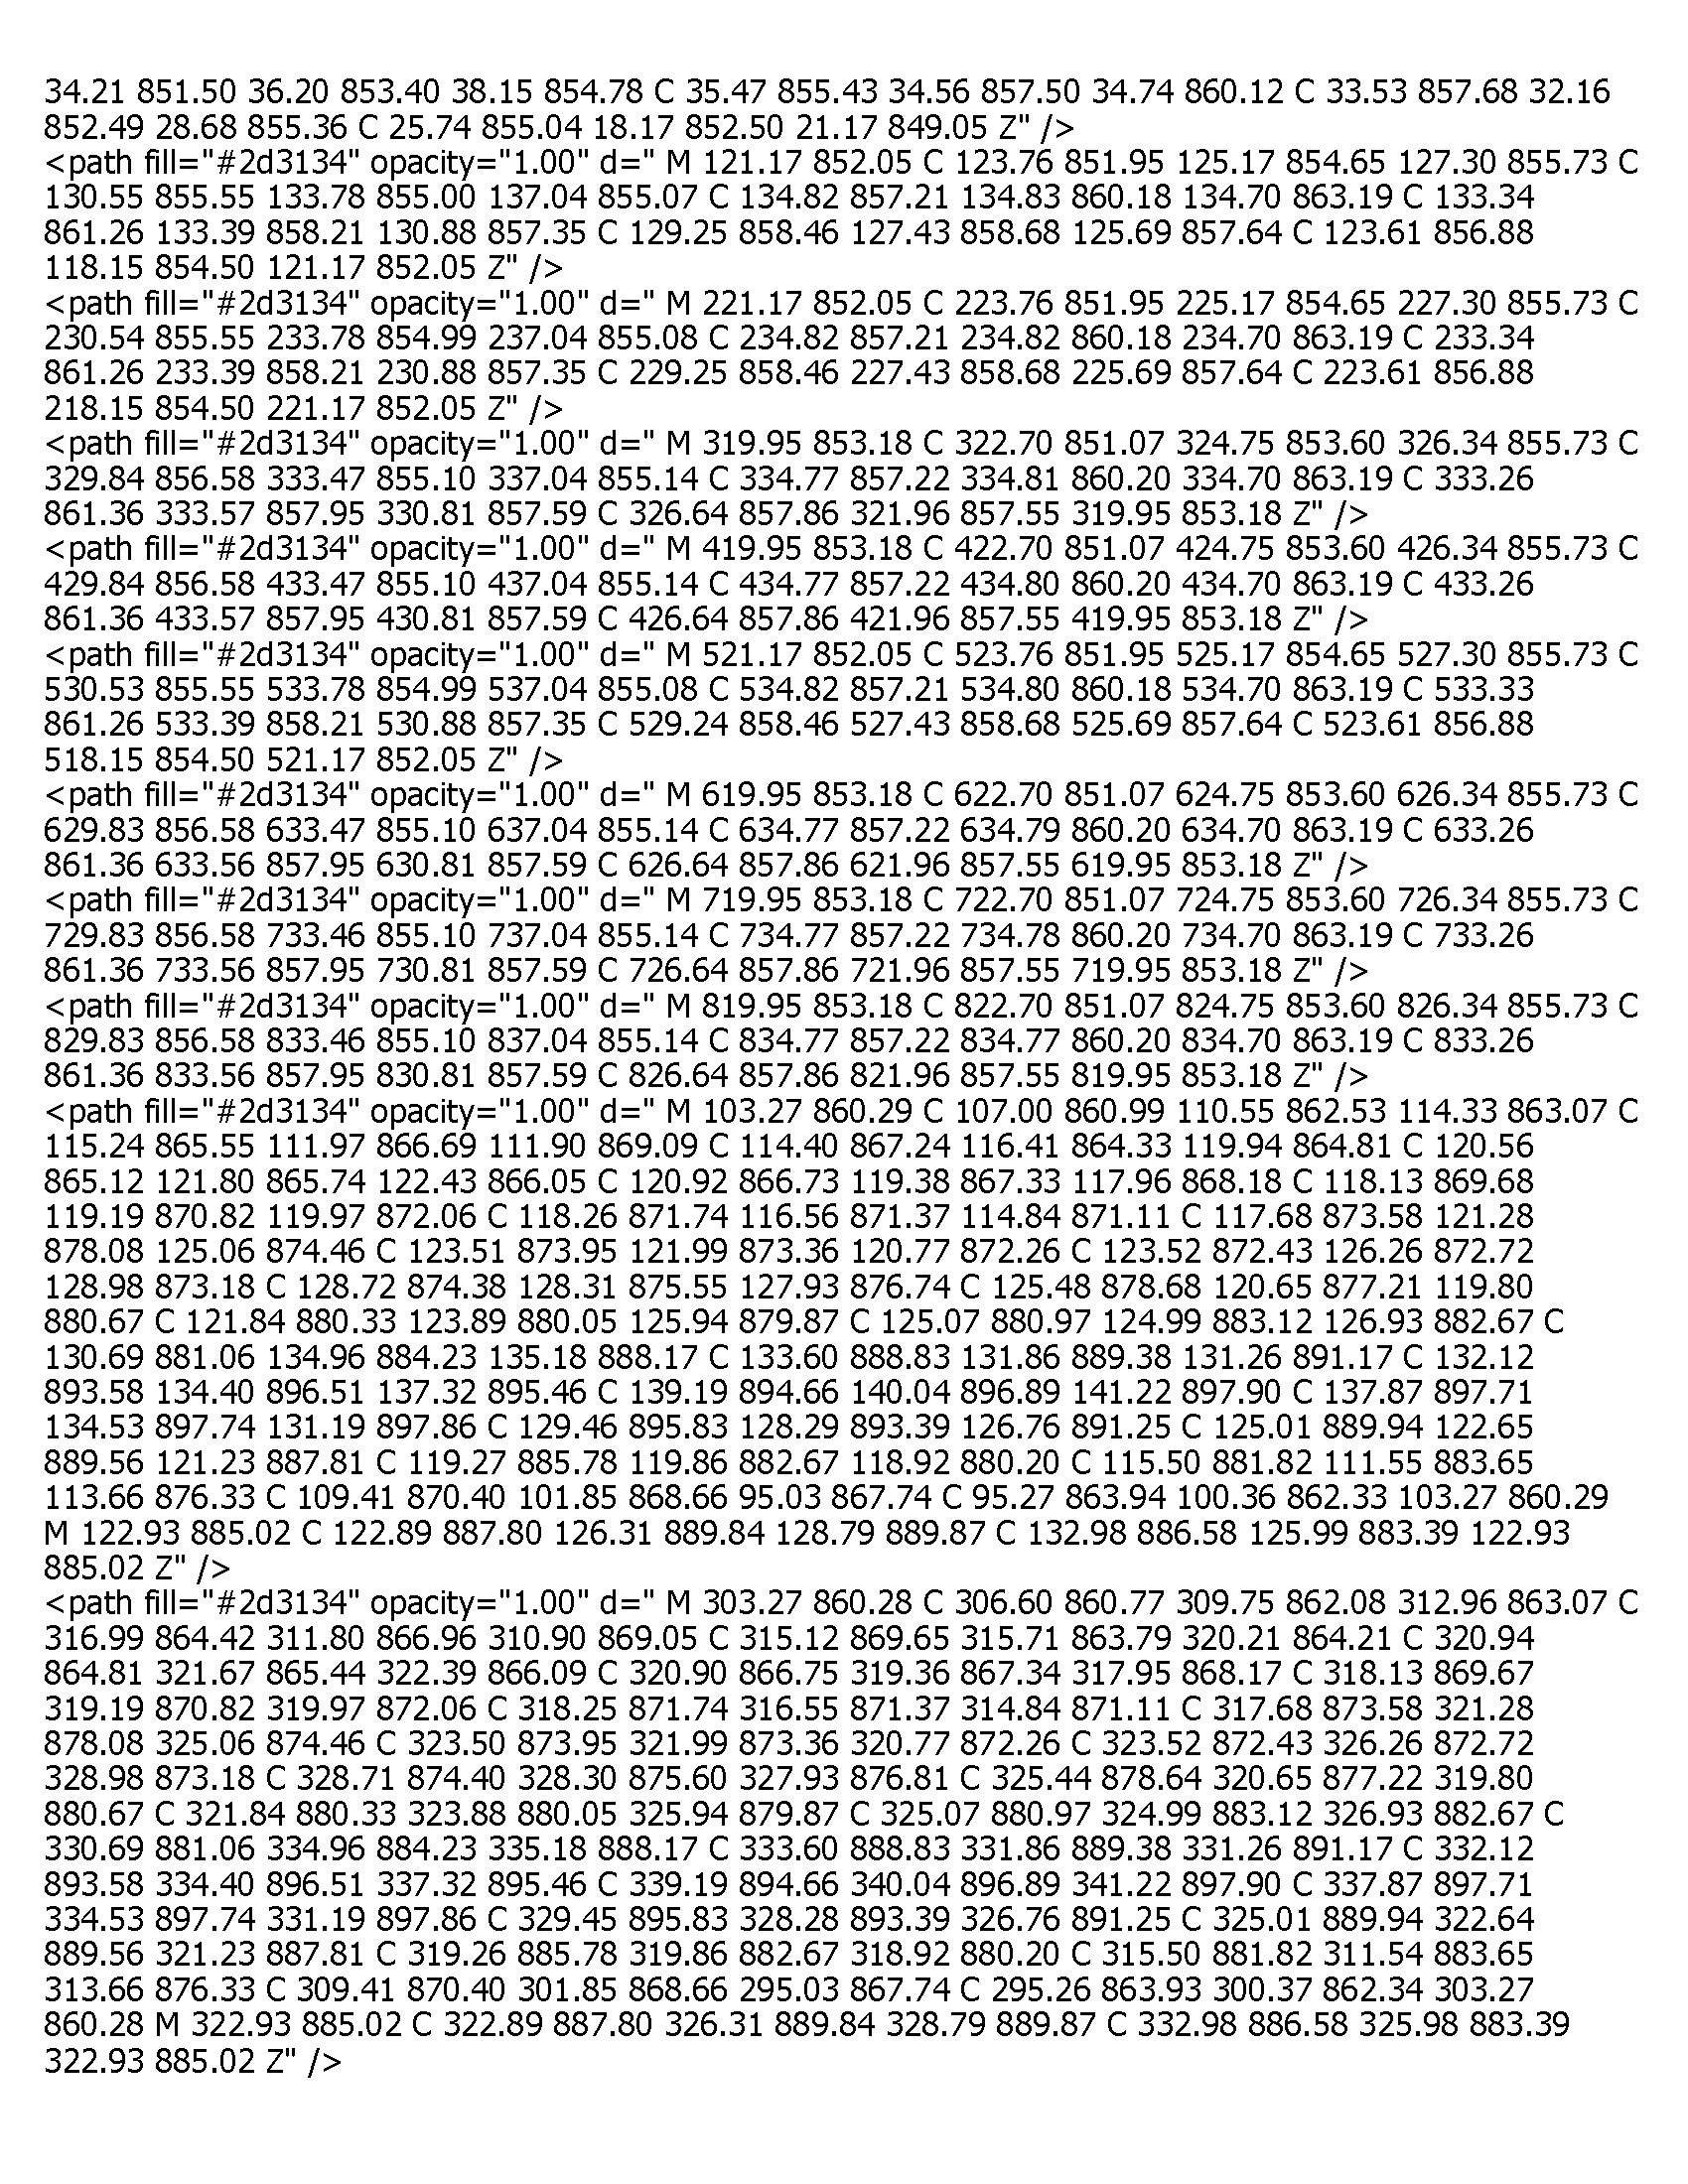 34.21 851.50 36.20 853.40 38.15 854.78 C 35.47 855.43 34.56 857.50 34.74 860.12 C 33.53 857.68 32.16
852.49 28.68 855.36 C 25.74 855.04 18.17 852.50 21.17 849.05 Z" />
<path fill="#2d3134" opacity="1.00" d=" M 121.17 852.05 C 123.76 851.95 125.17 854.65 127.30 855.73 C
130.55 855.55 133.78 855.00 137.04 855.07 C 134.82 857.21 134.83 860.18 134.70 863.19 C 133.34
861.26 133.39 858.21 130.88 857.35 C 129.25 858.46 127.43 858.68 125.69 857.64 C 123.61 856.88
118.15 854.50 121.17 852.05 Z" />
<path fill="#2d3134" opacity="1.00" d=" M 221.17 852.05 C 223.76 851.95 225.17 854.65 227.30 855.73 C
230.54 855.55 233.78 854.99 237.04 855.08 C 234.82 857.21 234.82 860.18 234.70 863.19 C 233.34
861.26 233.39 858.21 230.88 857.35 C 229.25 858.46 227.43 858.68 225.69 857.64 C 223.61 856.88
218.15 854.50 221.17 852.05 Z" />
<path fill="#2d3134" opacity="1.00" d=" M 319.95 853.18 C 322.70 851.07 324.75 853.60 326.34 855.73 C
329.84 856.58 333.47 855.10 337.04 855.14 C 334.77 857.22 334.81 860.20 334.70 863.19 C 333.26
861.36 333.57 857.95 330.81 857.59 C 326.64 857.86 321.96 857.55 319.95 853.18 Z" />
<path fill="#2d3134" opacity="1.00" d=" M 419.95 853.18 C 422.70 851.07 424.75 853.60 426.34 855.73 C
429.84 856.58 433.47 855.10 437.04 855.14 C 434.77 857.22 434.80 860.20 434.70 863.19 C 433.26
861.36 433.57 857.95 430.81 857.59 C 426.64 857.86 421.96 857.55 419.95 853.18 Z" />
<path fill="#2d3134" opacity="1.00" d=" M 521.17 852.05 C 523.76 851.95 525.17 854.65 527.30 855.73 C
530.53 855.55 533.78 854.99 537.04 855.08 C 534.82 857.21 534.80 860.18 534.70 863.19 C 533.33
861.26 533.39 858.21 530.88 857.35 C 529.24 858.46 527.43 858.68 525.69 857.64 C 523.61 856.88
518.15 854.50 521.17 852.05 Z" />
<path fill="#2d3134" opacity="1.00" d=" M 619.95 853.18 C 622.70 851.07 624.75 853.60 626.34 855.73 C
629.83 856.58 633.47 855.10 637.04 855.14 C 634.77 857.22 634.79 860.20 634.70 863.19 C 633.26
861.36 633.56 857.95 630.81 857.59 C 626.64 857.86 621.96 857.55 619.95 853.18 Z" />
<path fill="#2d3134" opacity="1.00" d=" M 719.95 853.18 C 722.70 851.07 724.75 853.60 726.34 855.73 C
729.83 856.58 733.46 855.10 737.04 855.14 C 734.77 857.22 734.78 860.20 734.70 863.19 C 733.26
861.36 733.56 857.95 730.81 857.59 C 726.64 857.86 721.96 857.55 719.95 853.18 Z" />
<path fill="#2d3134" opacity="1.00" d=" M 819.95 853.18 C 822.70 851.07 824.75 853.60 826.34 855.73 C
829.83 856.58 833.46 855.10 837.04 855.14 C 834.77 857.22 834.77 860.20 834.70 863.19 C 833.26
861.36 833.56 857.95 830.81 857.59 C 826.64 857.86 821.96 857.55 819.95 853.18 Z" />
<path fill="#2d3134" opacity="1.00" d=" M 103.27 860.29 C 107.00 860.99 110.55 862.53 114.33 863.07 C
115.24 865.55 111.97 866.69 111.90 869.09 C 114.40 867.24 116.41 864.33 119.94 864.81 C 120.56
865.12 121.80 865.74 122.43 866.05 C 120.92 866.73 119.38 867.33 117.96 868.18 C 118.13 869.68
119.19 870.82 119.97 872.06 C 118.26 871.74 116.56 871.37 114.84 871.11 C 117.68 873.58 121.28
878.08 125.06 874.46 C 123.51 873.95 121.99 873.36 120.77 872.26 C 123.52 872.43 126.26 872.72
128.98 873.18 C 128.72 874.38 128.31 875.55 127.93 876.74 C 125.48 878.68 120.65 877.21 119.80
880.67 C 121.84 880.33 123.89 880.05 125.94 879.87 C 125.07 880.97 124.99 883.12 126.93 882.67 C
130.69 881.06 134.96 884.23 135.18 888.17 C 133.60 888.83 131.86 889.38 131.26 891.17 C 132.12
893.58 134.40 896.51 137.32 895.46 C 139.19 894.66 140.04 896.89 141.22 897.90 C 137.87 897.71
134.53 897.74 131.19 897.86 C 129.46 895.83 128.29 893.39 126.76 891.25 C 125.01 889.94 122.65
889.56 121.23 887.81 C 119.27 885.78 119.86 882.67 118.92 880.20 C 115.50 881.82 111.55 883.65
113.66 876.33 C 109.41 870.40 101.85 868.66 95.03 867.74 C 95.27 863.94 100.36 862.33 103.27 860.29
M 122.93 885.02 C 122.89 887.80 126.31 889.84 128.79 889.87 C 132.98 886.58 125.99 883.39 122.93
885.02 Z" />
<path fill="#2d3134" opacity="1.00" d=" M 303.27 860.28 C 306.60 860.77 309.75 862.08 312.96 863.07 C
316.99 864.42 311.80 866.96 310.90 869.05 C 315.12 869.65 315.71 863.79 320.21 864.21 C 320.94
864.81 321.67 865.44 322.39 866.09 C 320.90 866.75 319.36 867.34 317.95 868.17 C 318.13 869.67
319.19 870.82 319.97 872.06 C 318.25 871.74 316.55 871.37 314.84 871.11 C 317.68 873.58 321.28
878.08 325.06 874.46 C 323.50 873.95 321.99 873.36 320.77 872.26 C 323.52 872.43 326.26 872.72
328.98 873.18 C 328.71 874.40 328.30 875.60 327.93 876.81 C 325.44 878.64 320.65 877.22 319.80
880.67 C 321.84 880.33 323.88 880.05 325.94 879.87 C 325.07 880.97 324.99 883.12 326.93 882.67 C
330.69 881.06 334.96 884.23 335.18 888.17 C 333.60 888.83 331.86 889.38 331.26 891.17 C 332.12
893.58 334.40 896.51 337.32 895.46 C 339.19 894.66 340.04 896.89 341.22 897.90 C 337.87 897.71
334.53 897.74 331.19 897.86 C 329.45 895.83 328.28 893.39 326.76 891.25 C 325.01 889.94 322.64
889.56 321.23 887.81 C 319.26 885.78 319.86 882.67 318.92 880.20 C 315.50 881.82 311.54 883.65
313.66 876.33 C 309.41 870.40 301.85 868.66 295.03 867.74 C 295.26 863.93 300.37 862.34 303.27
860.28 M 322.93 885.02 C 322.89 887.80 326.31 889.84 328.79 889.87 C 332.98 886.58 325.98 883.39
322.93 885.02 Z" />